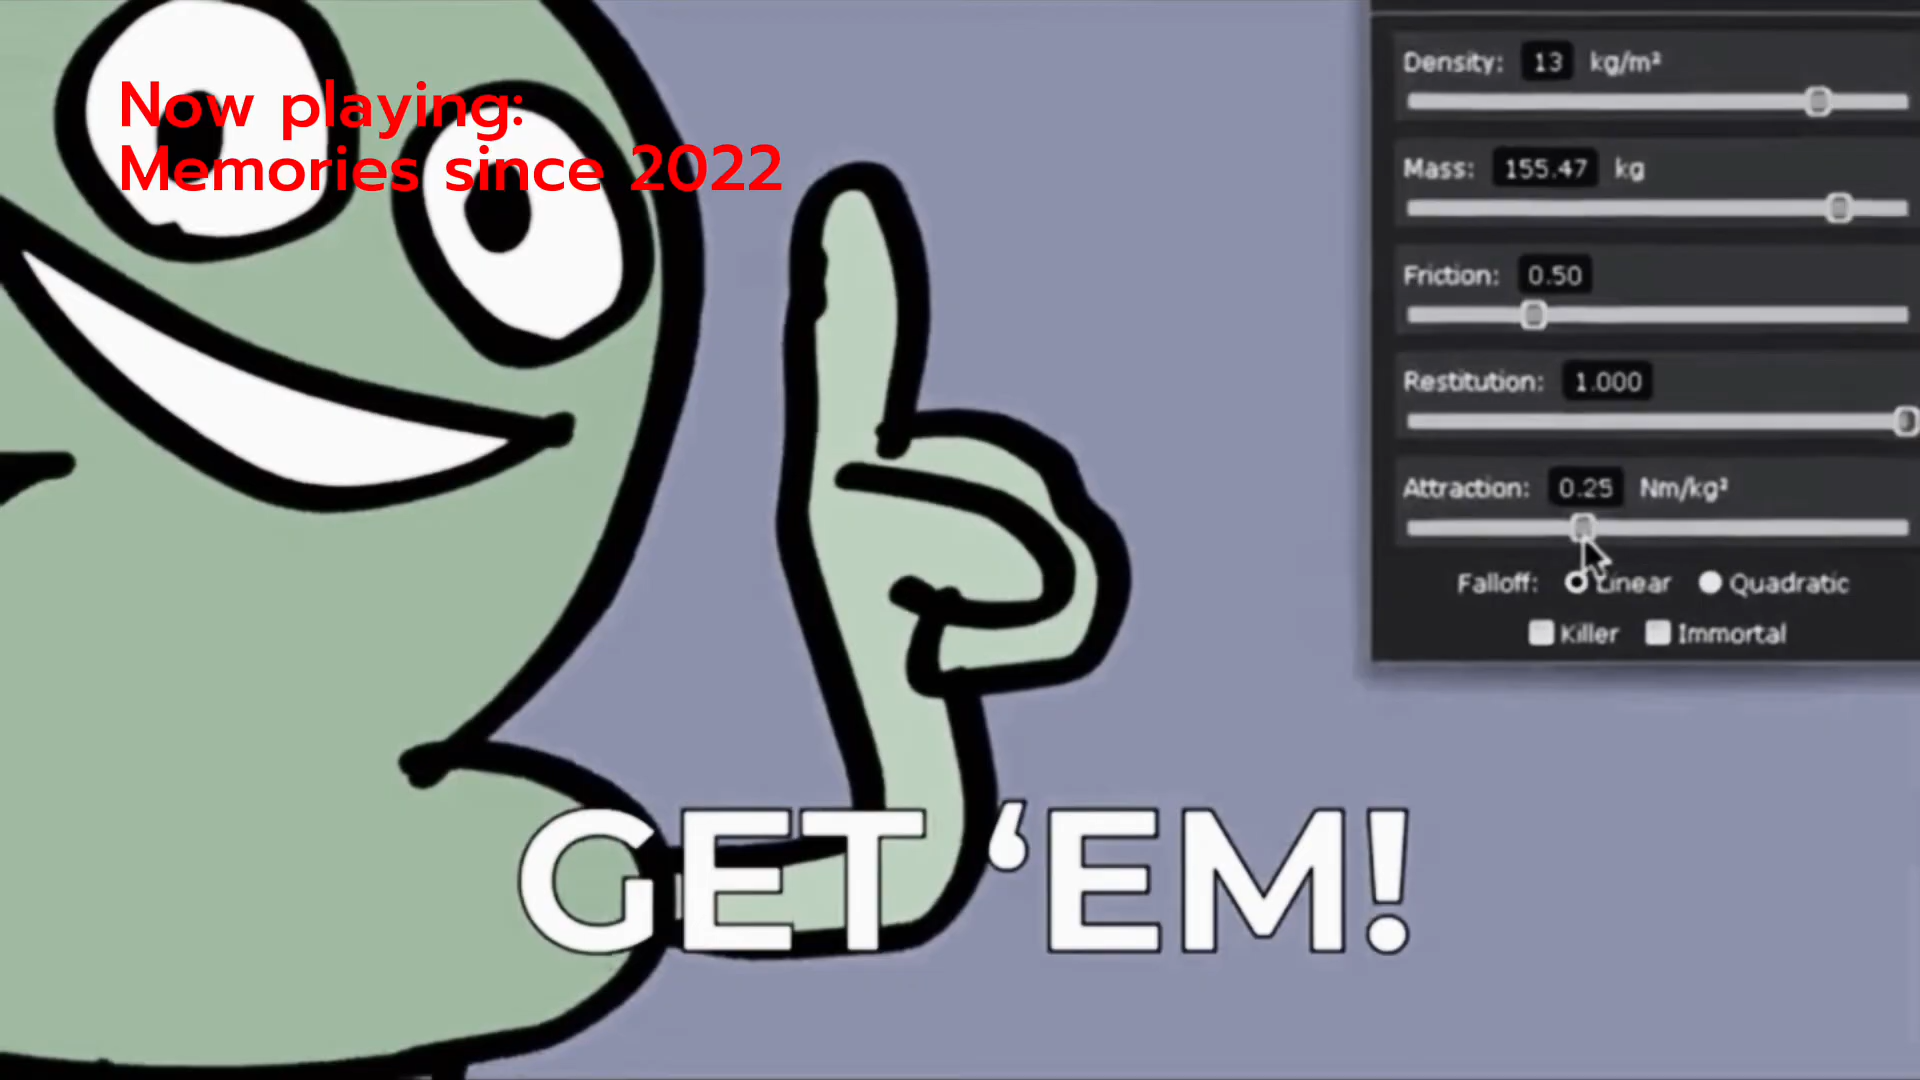 Now playing:
Memories since 2022
Density: 13 kg/m³
Mass: 155.47 kg
Friction: 0.50
Restitution: 1.000
Attraction: 0.25 Nm/kg²
Falloff: Linear Quadratic
Killer Immortal
GET ‘EM!